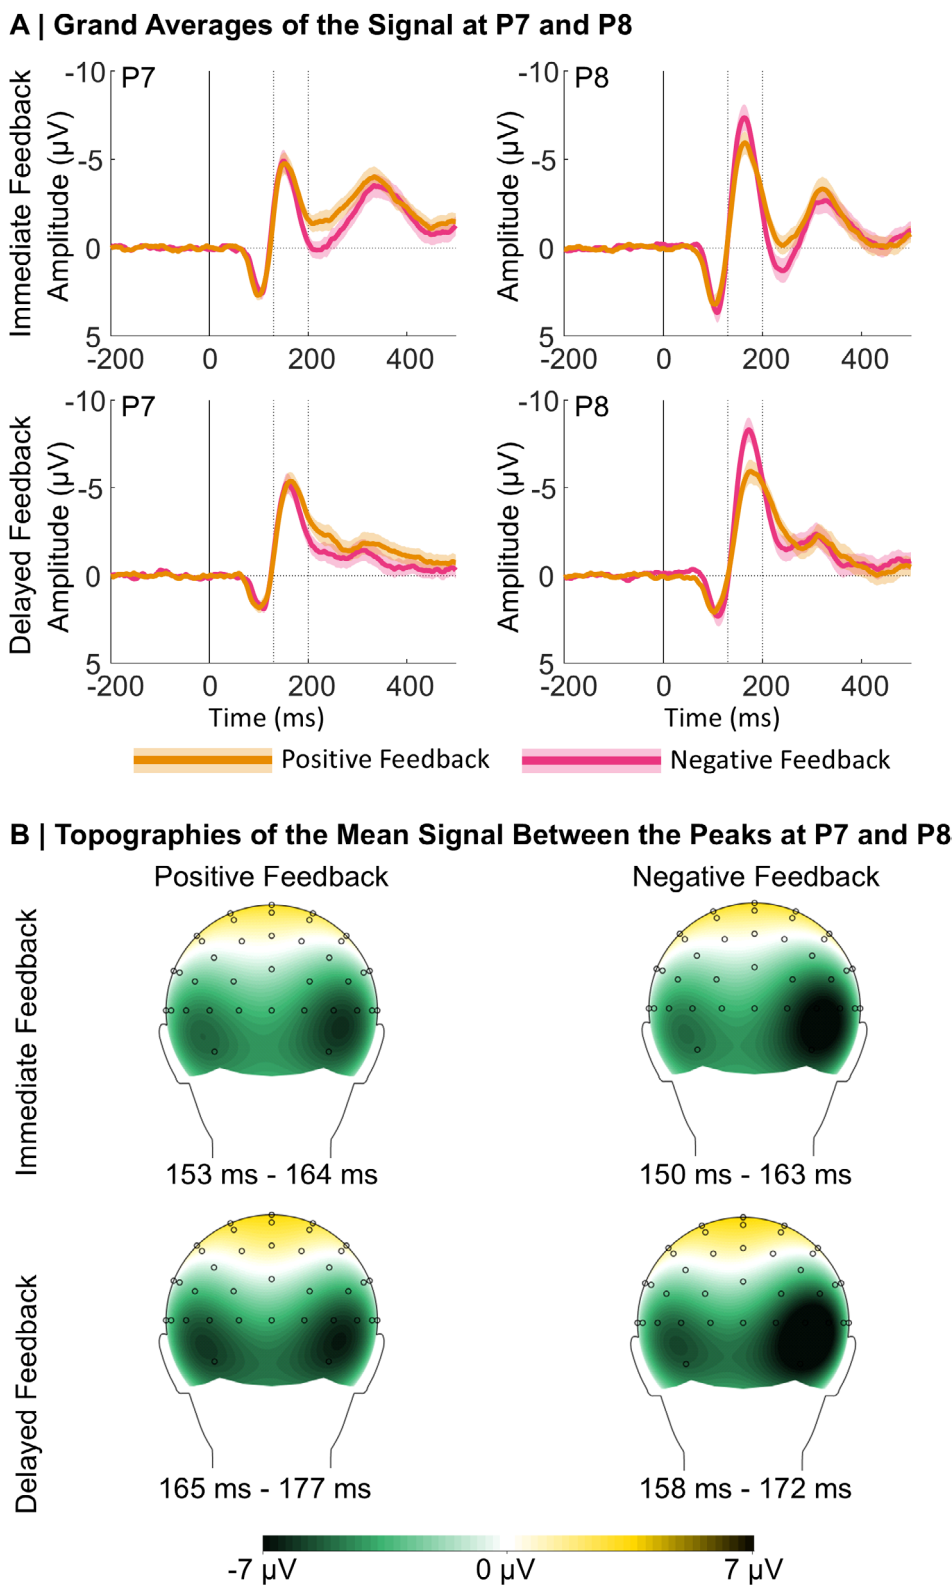 A | Grand Averages of the Signal at P7 and P8
Immediate Feedback
Amplitude (µV)
-10
-5
0
5
P7
-200
0
200
400
Amplitude (µV)
-10
-5
0
5
P8
-200
0
200
400
Delayed Feedback
Amplitude (µV)
-10
-5
0
5
P7
-200
0
200
400
Time (ms)
Amplitude (µV)
-10
-5
0
5
P8
-200
0
200
400
Time (ms)
Positive Feedback
Negative Feedback
B | Topographies of the Mean Signal Between the Peaks at P7 and P8
Positive Feedback
Negative Feedback
Immediate Feedback
153 ms - 164 ms
150 ms - 163 ms
Delayed Feedback
165 ms - 177 ms
158 ms - 172 ms
-7 µV
0 µV
7 µV